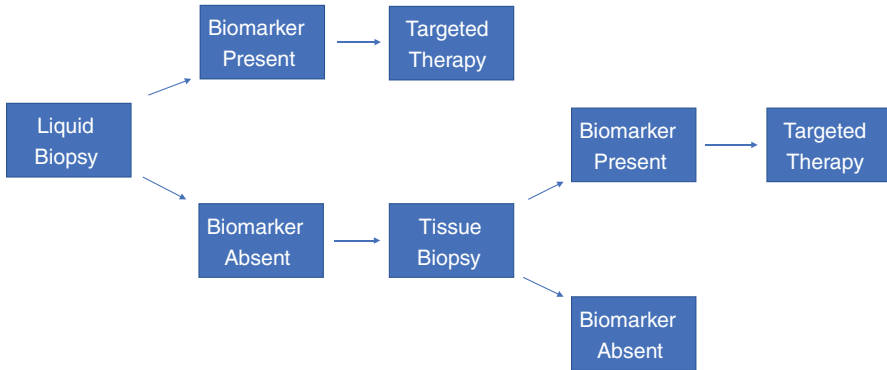 Biomarker
Present
Targeted
Therapy
Liquid
Biopsy
Biomarker
Present
Targeted
Therapy
Biomarker
Absent
Tissue
Biopsy
Biomarker
Absent